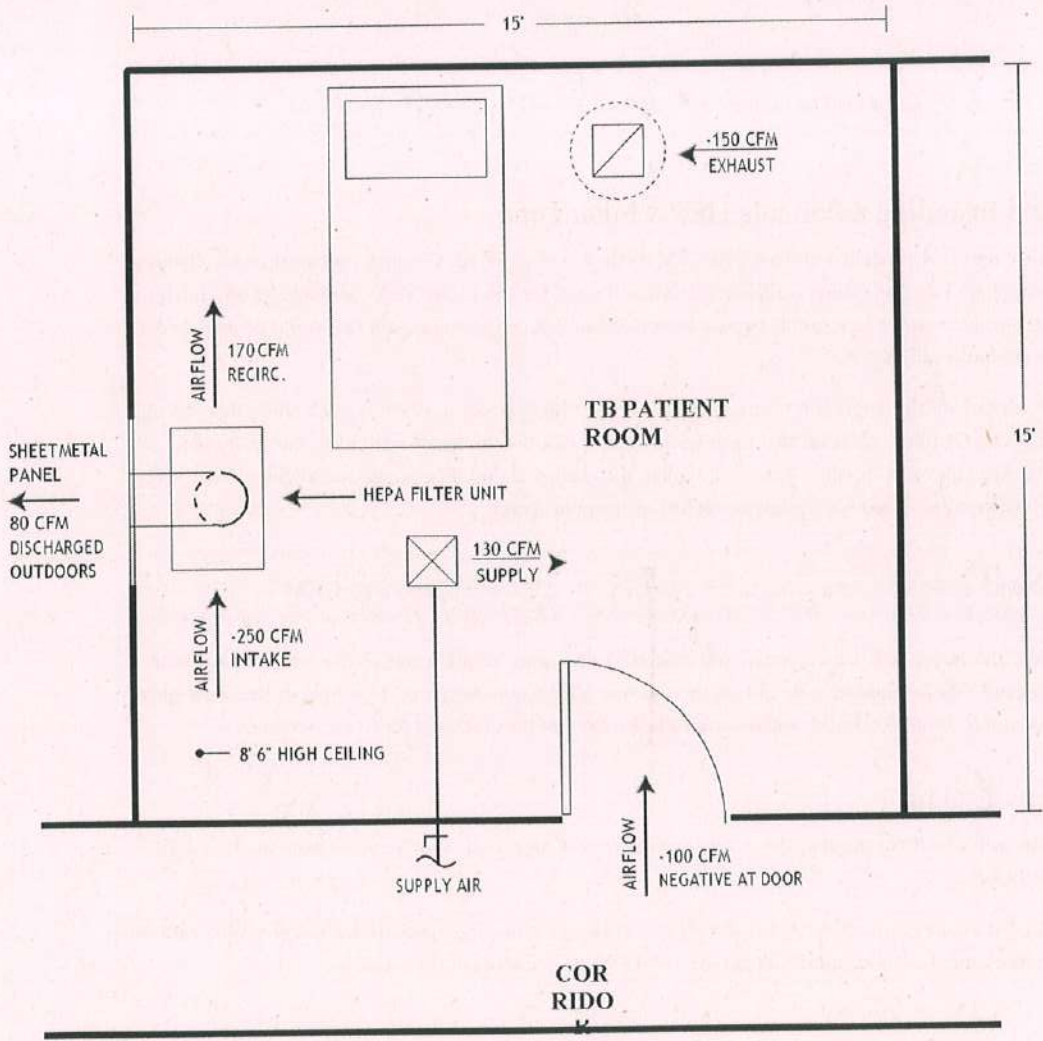 15'
-150 CFM
EXHAUST
AIRFLOW
170 CFM
RECIRC.
TB PATIENT
ROOM
15'
SHEETMETAL
PANEL
80 CFM
DISCHARGED
OUTDOORS
HEPA FILTER UNIT
130 CFM
SUPPLY
AIRFLOW
-250 CFM
INTAKE
8' 6" HIGH CEILING
SUPPLY AIR
AIRFLOW
-100 CFM
NEGATIVE AT DOOR
COR
RIDO